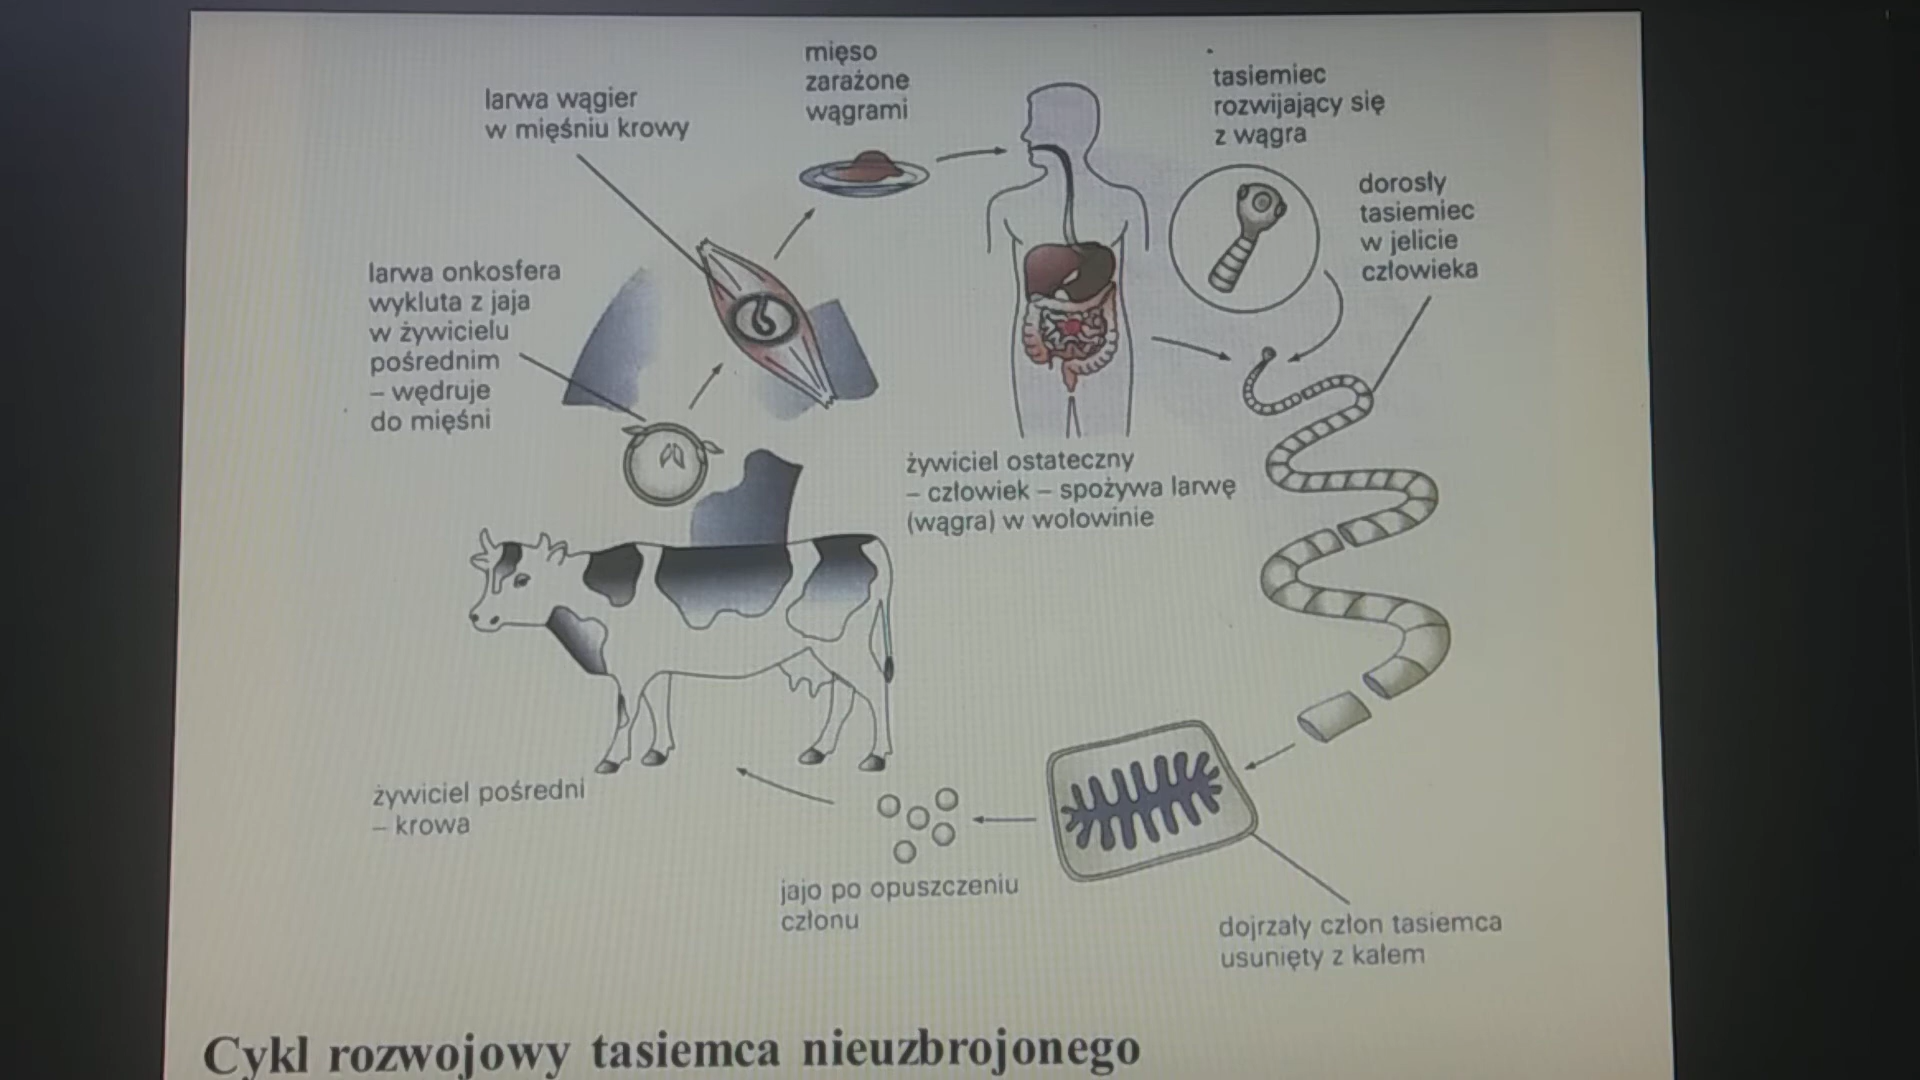 mięso
zarażone
wągrami
larwa wągier
w mięśniu krowy
tasiemiec
rozwijający się
z wągra
dorosły
tasiemiec
w jelicie
człowieka
larwa onkosfera
wykluta z jaja
w żywicielu
pośrednim
– wędruje
do mięśni
żywiciel ostateczny
– człowiek – spożywa larwę
(wągra) w wołowinie
żywiciel pośredni
– krowa
jajo po opuszczeniu
członu
dojrzały człon tasiemca
usunięty z kałem
Cykl rozwojowy tasiemca nieuzbrojonego